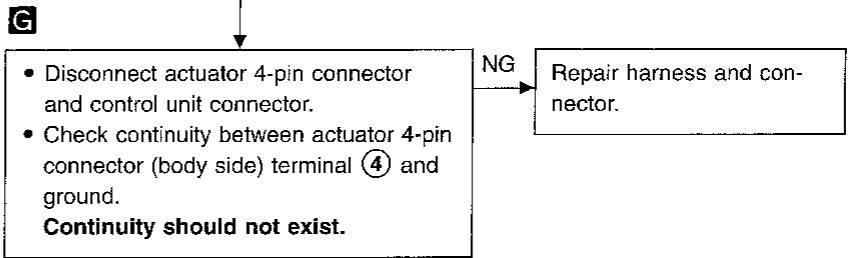 G
• Disconnect actuator 4-pin connector
and control unit connector.
• Check continuity between actuator 4-pin
connector (body side) terminal ④ and
ground.
Continuity should not exist.
NG
Repair harness and con-
nector.